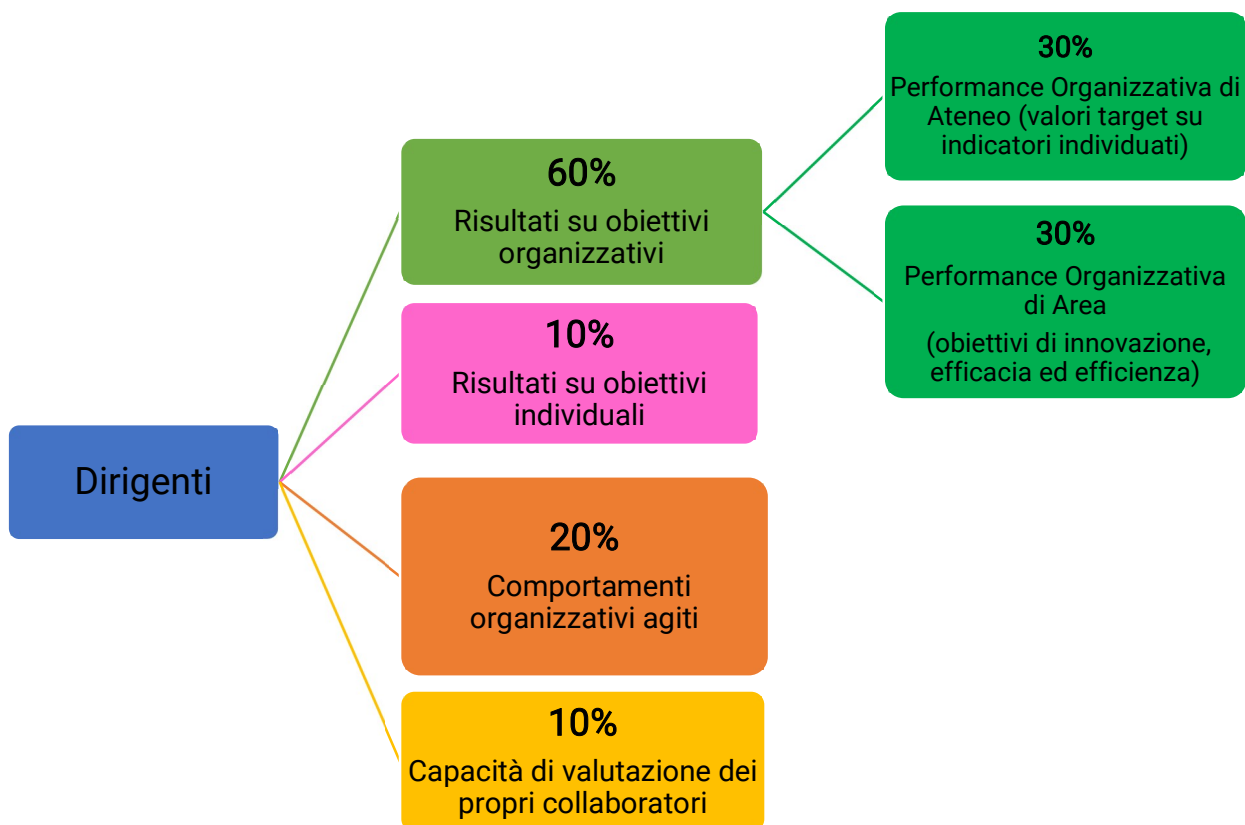 Dirigenti
60%
Risultati su obiettivi
organizzativi
10%
Risultati su obiettivi
individuali
20%
Comportamenti
organizzativi agiti
10%
Capacità di valutazione dei
propri collaboratori
30%
Performance Organizzativa di
Ateneo (valori target su
indicatori individuati)
30%
Performance Organizzativa
di Area
(obiettivi di innovazione,
efficacia ed efficienza)